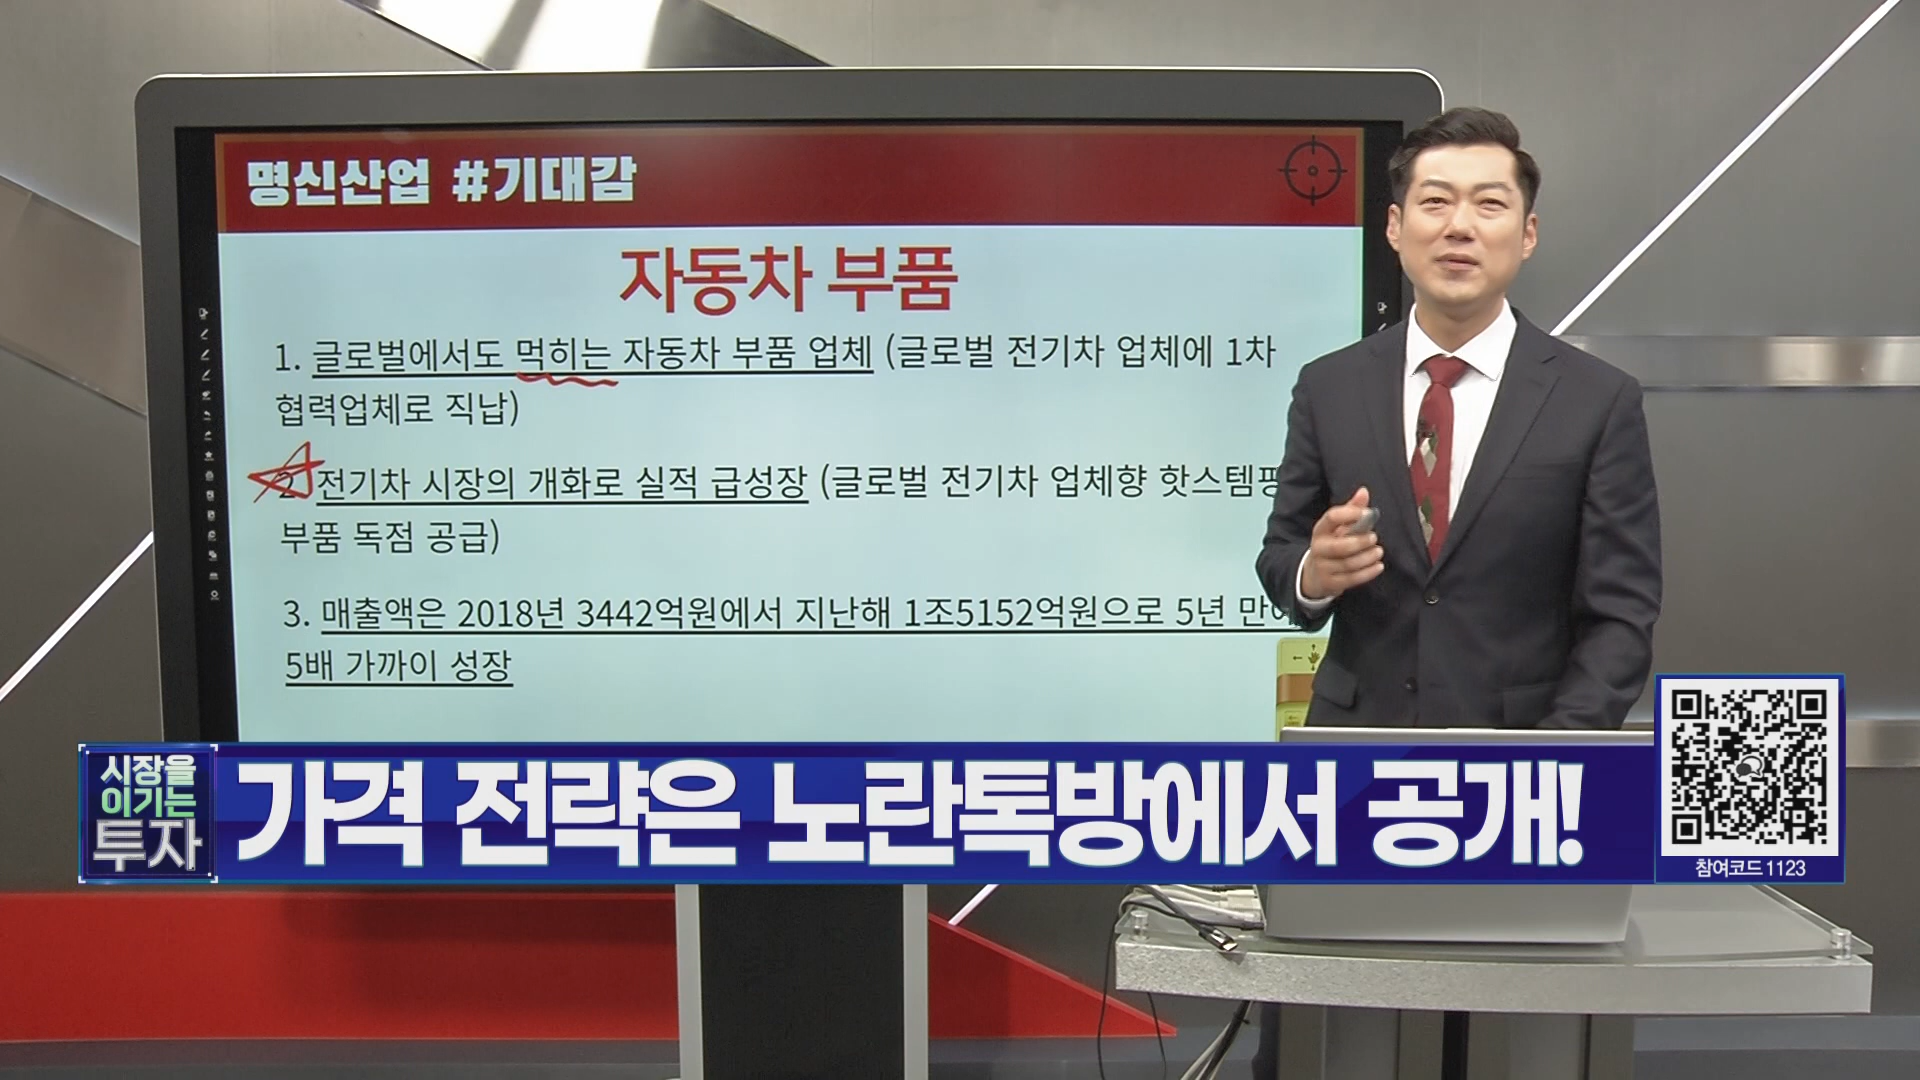 명신산업 #기대감
자동차 부품
1. 글로벌에서도 먹히는 자동차 부품 업체 (글로벌 전기차 업체에 1차
협력업체로 직납)
2. 전기차 시장의 개화로 실적 급성장 (글로벌 전기차 업체향 핫스템핑
부품 독점 공급)
3. 매출액은 2018년 3442억원에서 지난해 1조5152억원으로 5년 만에
5배 가까이 성장
시장을
이기는
투자
가격 전략은 노란톡방에서 공개!
참여코드 1123